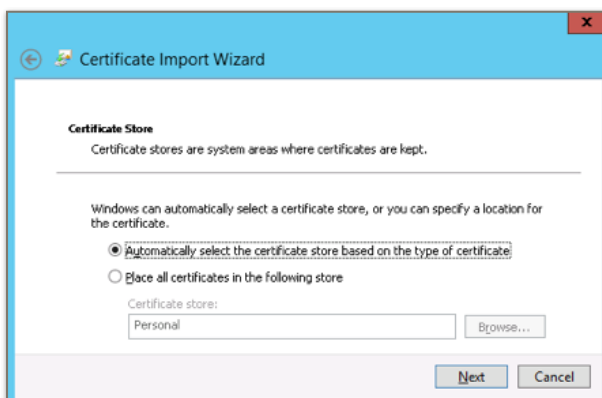 x
Certificate Import Wizard
Certificate Store
Certificate stores are system areas where certificates are kept.
Windows can automatically select a certificate store, or you can specify a location for
the certificate.
Automatically select the certificate store based on the type of certificate
Place all certificates in the following store
Certificate store:
Personal
Browse...
Next
Cancel